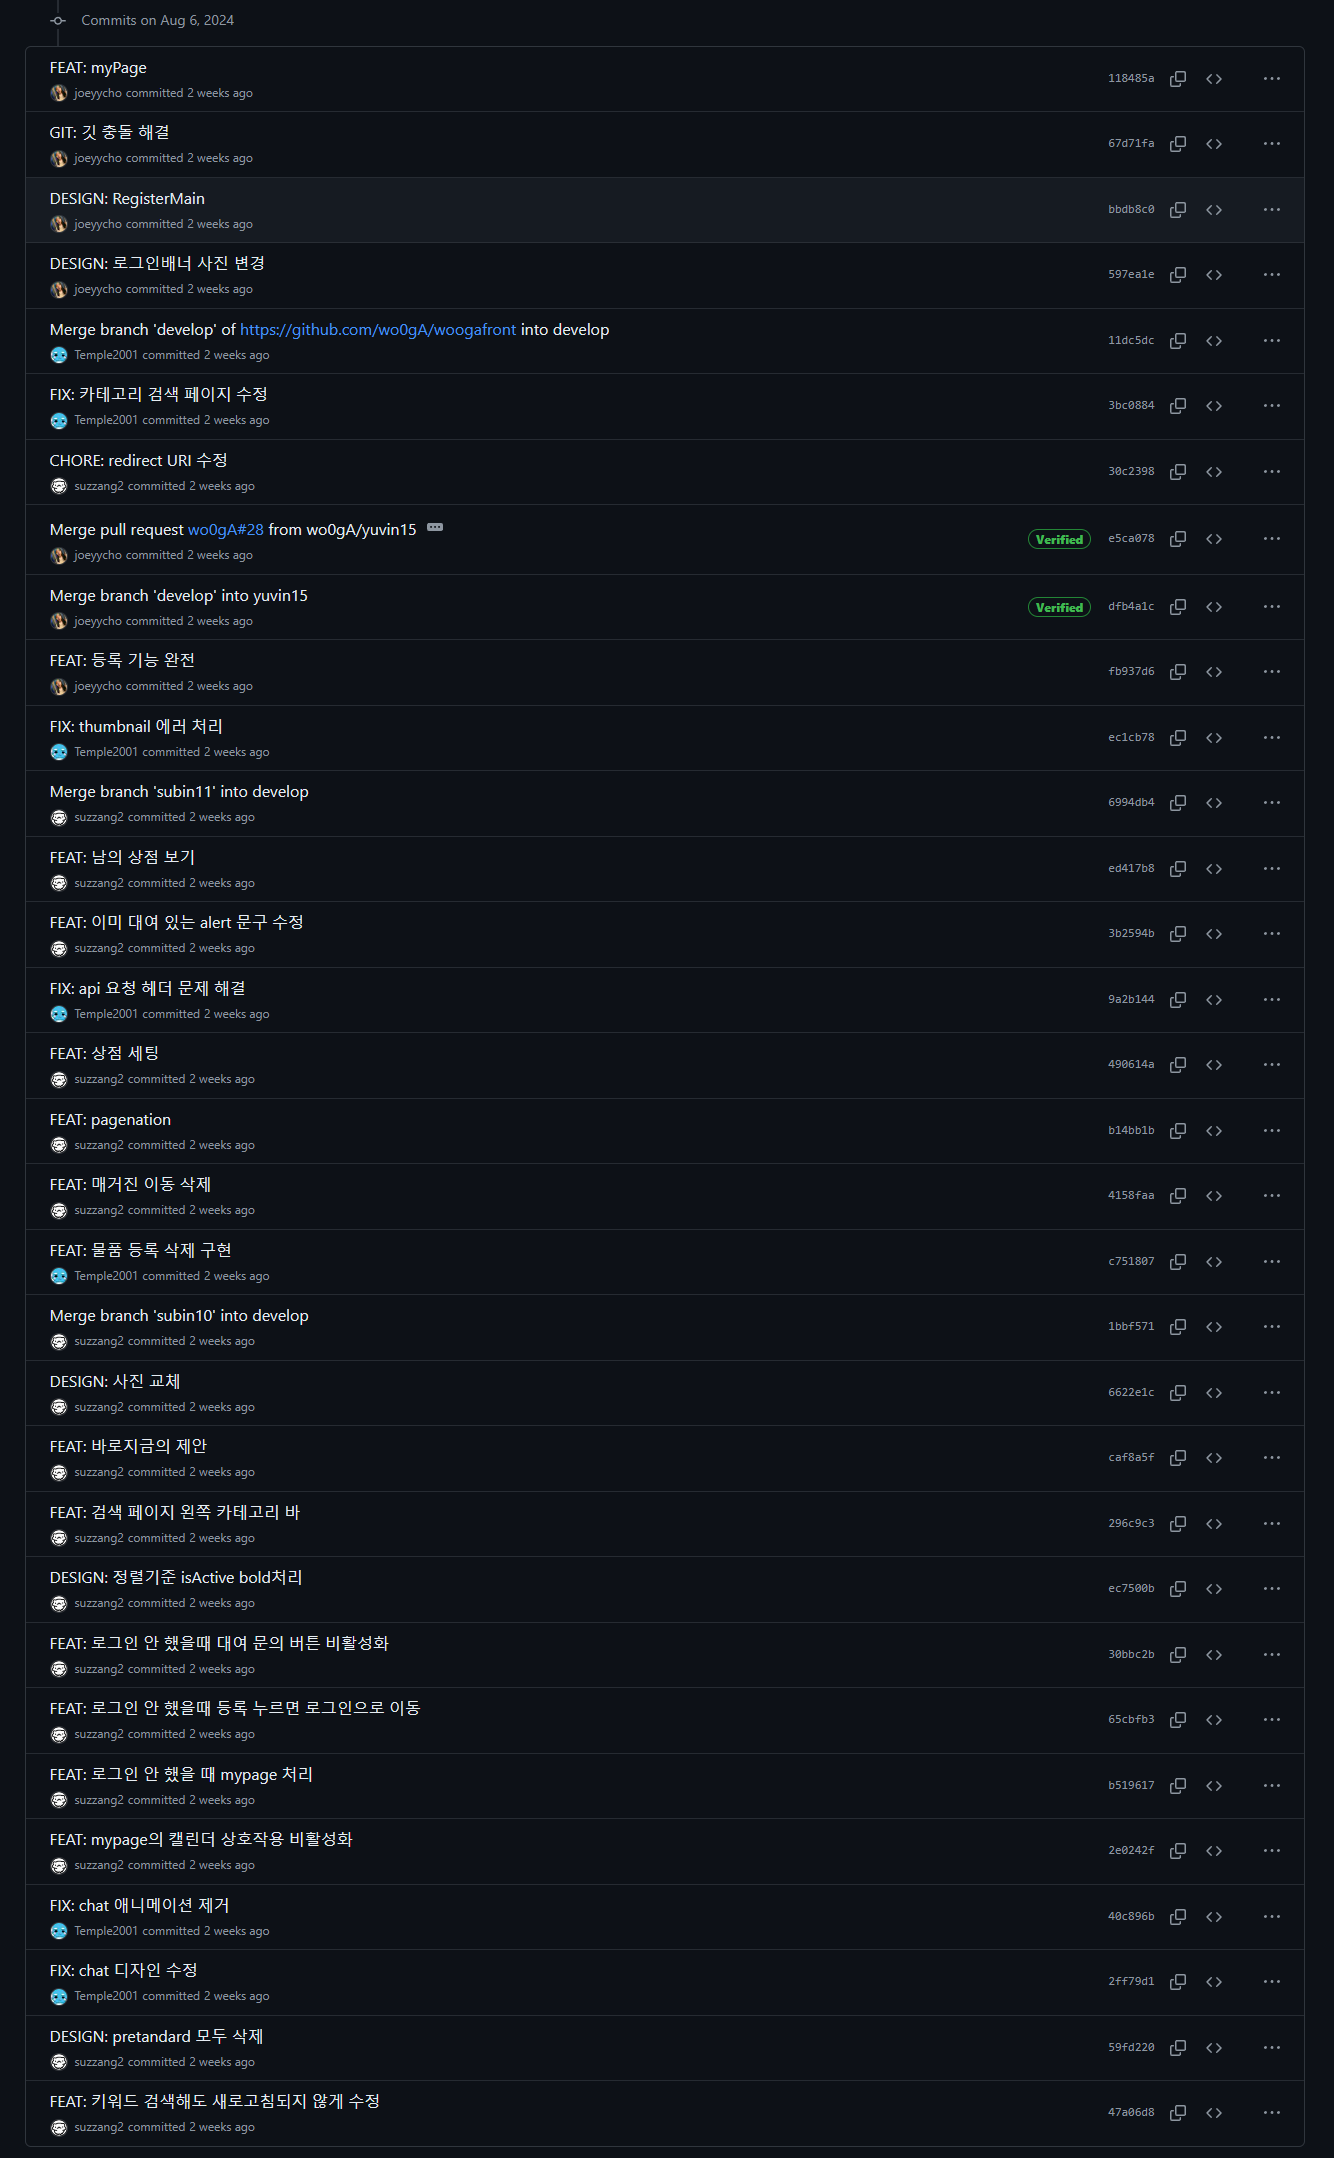 Commits on Aug 6, 2024
FEAT: myPage
118485a
joeyycho committed 2 weeks ago
GIT: 깃 충돌 해결
67d71fa
joeyycho committed 2 weeks ago
DESIGN: RegisterMain
bbdb8c0
joeyycho committed 2 weeks ago
DESIGN: 로그인배너 사진 변경
597ea1e
joeyycho committed 2 weeks ago
Merge branch 'develop' of https://github.com/wo0gA/woogafront into develop
11dc5dc
Temple2001 committed 2 weeks ago
FIX: 카테고리 검색 페이지 수정
3bc0884
Temple2001 committed 2 weeks ago
CHORE: redirect URI 수정
30c2398
suzzang2 committed 2 weeks ago
Merge pull request wo0gA#28 from wo0gA/yuvin15
Verified e5ca078
joeyycho committed 2 weeks ago
Merge branch 'develop' into yuvin15
Verified dfb4a1c
joeyycho committed 2 weeks ago
FEAT: 등록 기능 완전
fb937d6
joeyycho committed 2 weeks ago
FIX: thumbnail 에러 처리
ec1cb78
Temple2001 committed 2 weeks ago
Merge branch 'subin11' into develop
6994db4
suzzang2 committed 2 weeks ago
FEAT: 남의 상점 보기
ed417b8
suzzang2 committed 2 weeks ago
FEAT: 이미 대여 있는 alert 문구 수정
3b2594b
suzzang2 committed 2 weeks ago
FIX: api 요청 헤더 문제 해결
9a2b144
Temple2001 committed 2 weeks ago
FEAT: 상점 세팅
490614a
suzzang2 committed 2 weeks ago
FEAT: pagenation
b14bb1b
suzzang2 committed 2 weeks ago
FEAT: 매거진 이동 삭제
4158faa
suzzang2 committed 2 weeks ago
FEAT: 물품 등록 삭제 구현
c751807
Temple2001 committed 2 weeks ago
Merge branch 'subin10' into develop
1bbf571
suzzang2 committed 2 weeks ago
DESIGN: 사진 교체
6622e1c
suzzang2 committed 2 weeks ago
FEAT: 바로지금의 제안
caf8a5f
suzzang2 committed 2 weeks ago
FEAT: 검색 페이지 왼쪽 카테고리 바
296c9c3
suzzang2 committed 2 weeks ago
DESIGN: 정렬기준 isActive bold처리
ec7500b
suzzang2 committed 2 weeks ago
FEAT: 로그인 안 했을때 대여 문의 버튼 비활성화
30bbc2b
suzzang2 committed 2 weeks ago
FEAT: 로그인 안 했을때 등록 누르면 로그인으로 이동
65cbfb3
suzzang2 committed 2 weeks ago
FEAT: 로그인 안 했을 때 mypage 처리
b519617
suzzang2 committed 2 weeks ago
FEAT: mypage의 캘린더 상호작용 비활성화
2e0242f
suzzang2 committed 2 weeks ago
FIX: chat 애니메이션 제거
40c896b
Temple2001 committed 2 weeks ago
FIX: chat 디자인 수정
2ff79d1
Temple2001 committed 2 weeks ago
DESIGN: pretandard 모두 삭제
59fd220
suzzang2 committed 2 weeks ago
FEAT: 키워드 검색해도 새로고침되지 않게 수정
47a06d8
suzzang2 committed 2 weeks ago